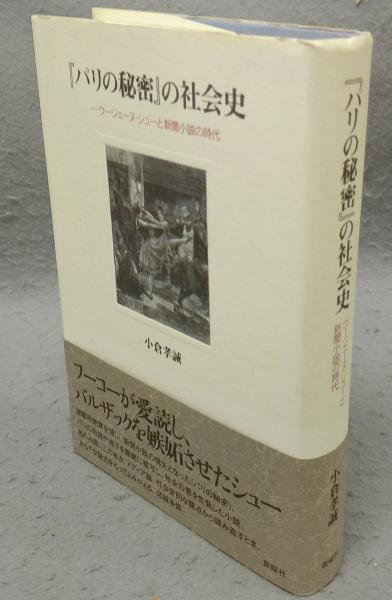 『パリの秘密』の社会史
―ウージェーヌ・シューと新聞小説の時代
小倉孝誠
フーコーが愛読し、
バルザックを嫉妬させたシュー
新曜社
『パリの秘密』の社会史
ウージェーヌ・シューと
新聞小説の時代
小倉孝誠
新曜社